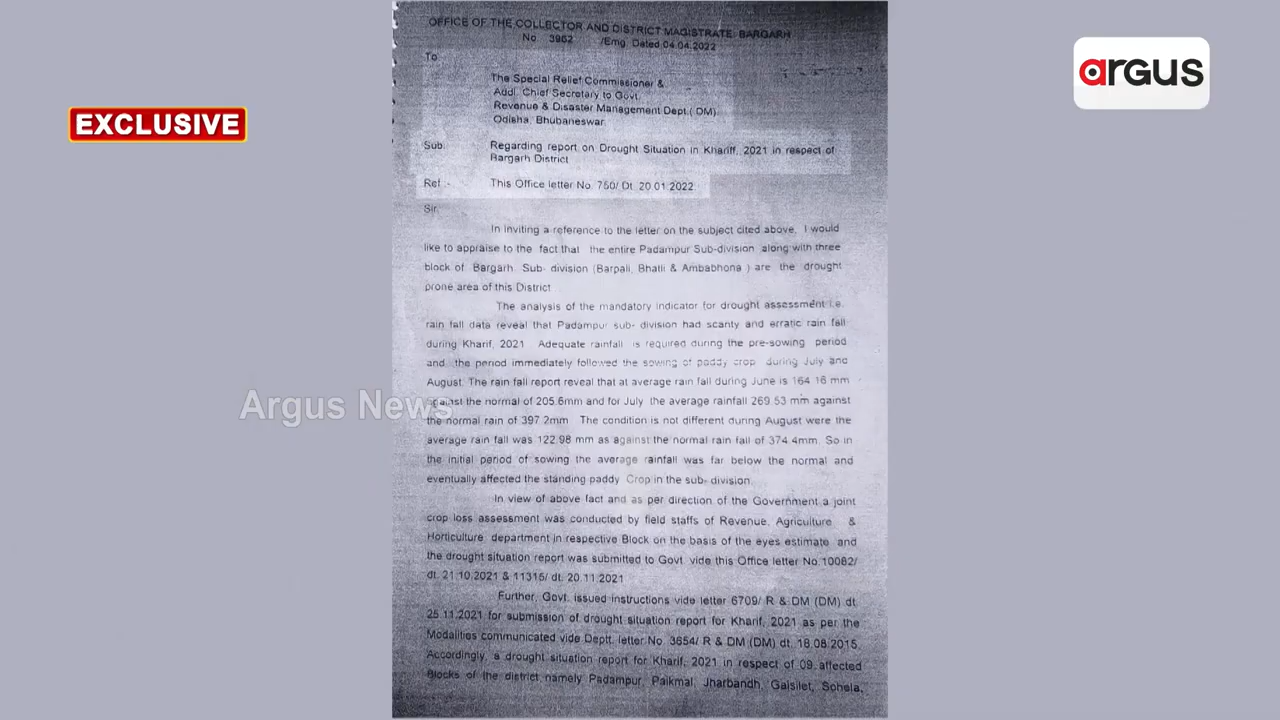 OFFICE OF THE COLLECTOR AND DISTRICT MAGISTRATE, BARGARH
No 3962 /Emg Dated 04.04.2022
To
The Special Relief Commissioner &
Addl. Chief Secretary to Govt.
Revenue & Disaster Management Dept.( DM)
Odisha, Bhubaneswar
Sub. Regarding report on Drought Situation in Khariff, 2021 in respect of
Bargarh District
Ref :- This Office letter No. 750/ Dt. 20.01.2022
Sir,
In inviting a reference to the letter on the subject cited above, I would
like to appraise to the fact that the entire Padampur Sub-division along with three
block of Bargarh Sub- division (Barpali, Bhatli & Ambabhona ) are the drought
prone area of this District
The analysis of the mandatory indicator for drought assessment i.e.
rain fall data reveal that Padampur sub- division had scanty and erratic rain fall
during Kharif, 2021 Adequate rainfall is required during the pre-sowing period
and the period immediately followed the sowing of paddy crop during July and
August. The rain fall report reveal that at average rain fall during June is 164.16 mm
against the normal of 205.6mm and for July the average rainfall 269.53 mm against
the normal rain of 397.2mm The condition is not different during August were the
average rain fall was 122.98 mm as against the normal rain fall of 374.4mm. So in
the initial period of sowing the average rainfall was far below the normal and
eventually affected the standing paddy Crop in the sub- division.
In view of above fact and as per direction of the Government a joint
crop loss assessment was conducted by field staffs of Revenue, Agriculture &
Horticulture department in respective Block on the basis of the eyes estimate and
the drought situation report was submitted to Govt vide this Office letter No.10082/
dt. 21.10.2021 & 11315/ dt. 20.11.2021
Further, Govt. issued instructions vide letter 6709/ R & DM (DM) dt.
25.11.2021 for submission of drought situation report for Kharif, 2021 as per the
Modalities communicated vide Deptt. letter No. 3654/ R & DM (DM) dt. 18.08.2015.
Accordingly, a drought situation report for Kharif, 2021 in respect of 09 affected
Blocks of the district namely Padampur, Paikmal, Jharbandh, Gaisilet, Sohela,
EXCLUSIVE
argus
Argus News